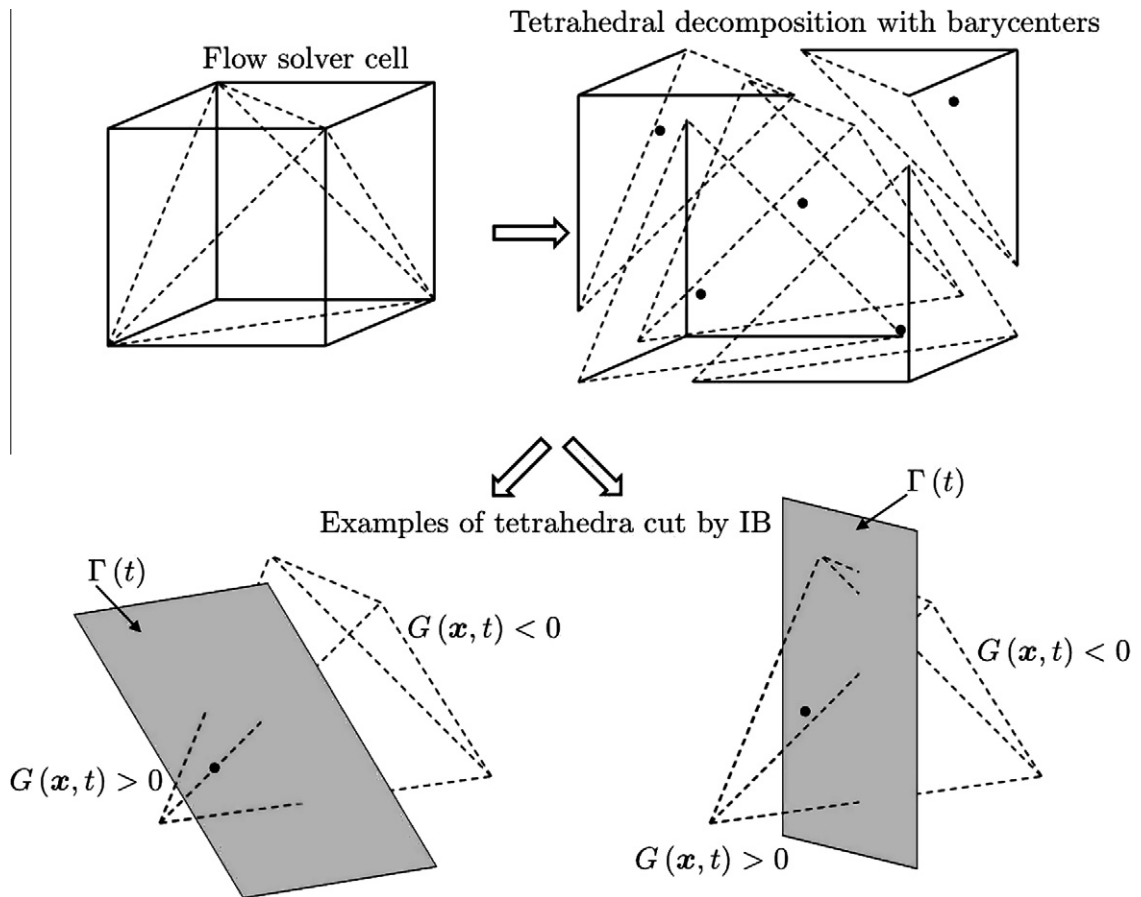 Tetrahedral decomposition with barycenters
Flow solver cell
Γ (t)
Examples of tetrahedra cut by IB
Γ (t)
G (x, t) < 0
G (x, t) < 0
G (x, t) > 0
G (x, t) > 0